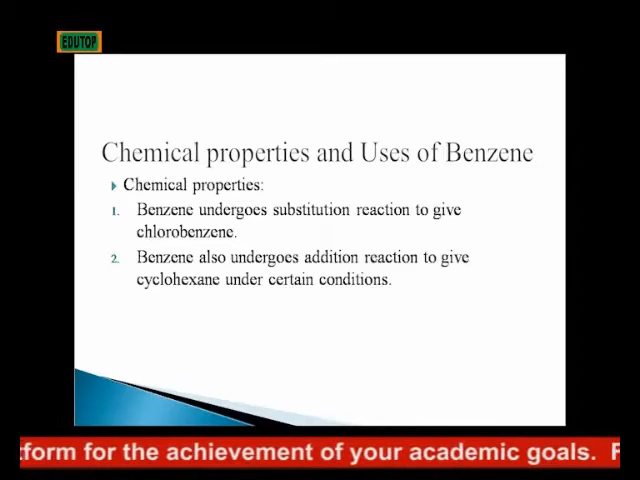 EDUTOP
Chemical properties and Uses of Benzene
Chemical properties:
1. Benzene undergoes substitution reaction to give
chlorobenzene.
2. Benzene also undergoes addition reaction to give
cyclohexane under certain conditions.
tform for the achievement of your academic goals. F